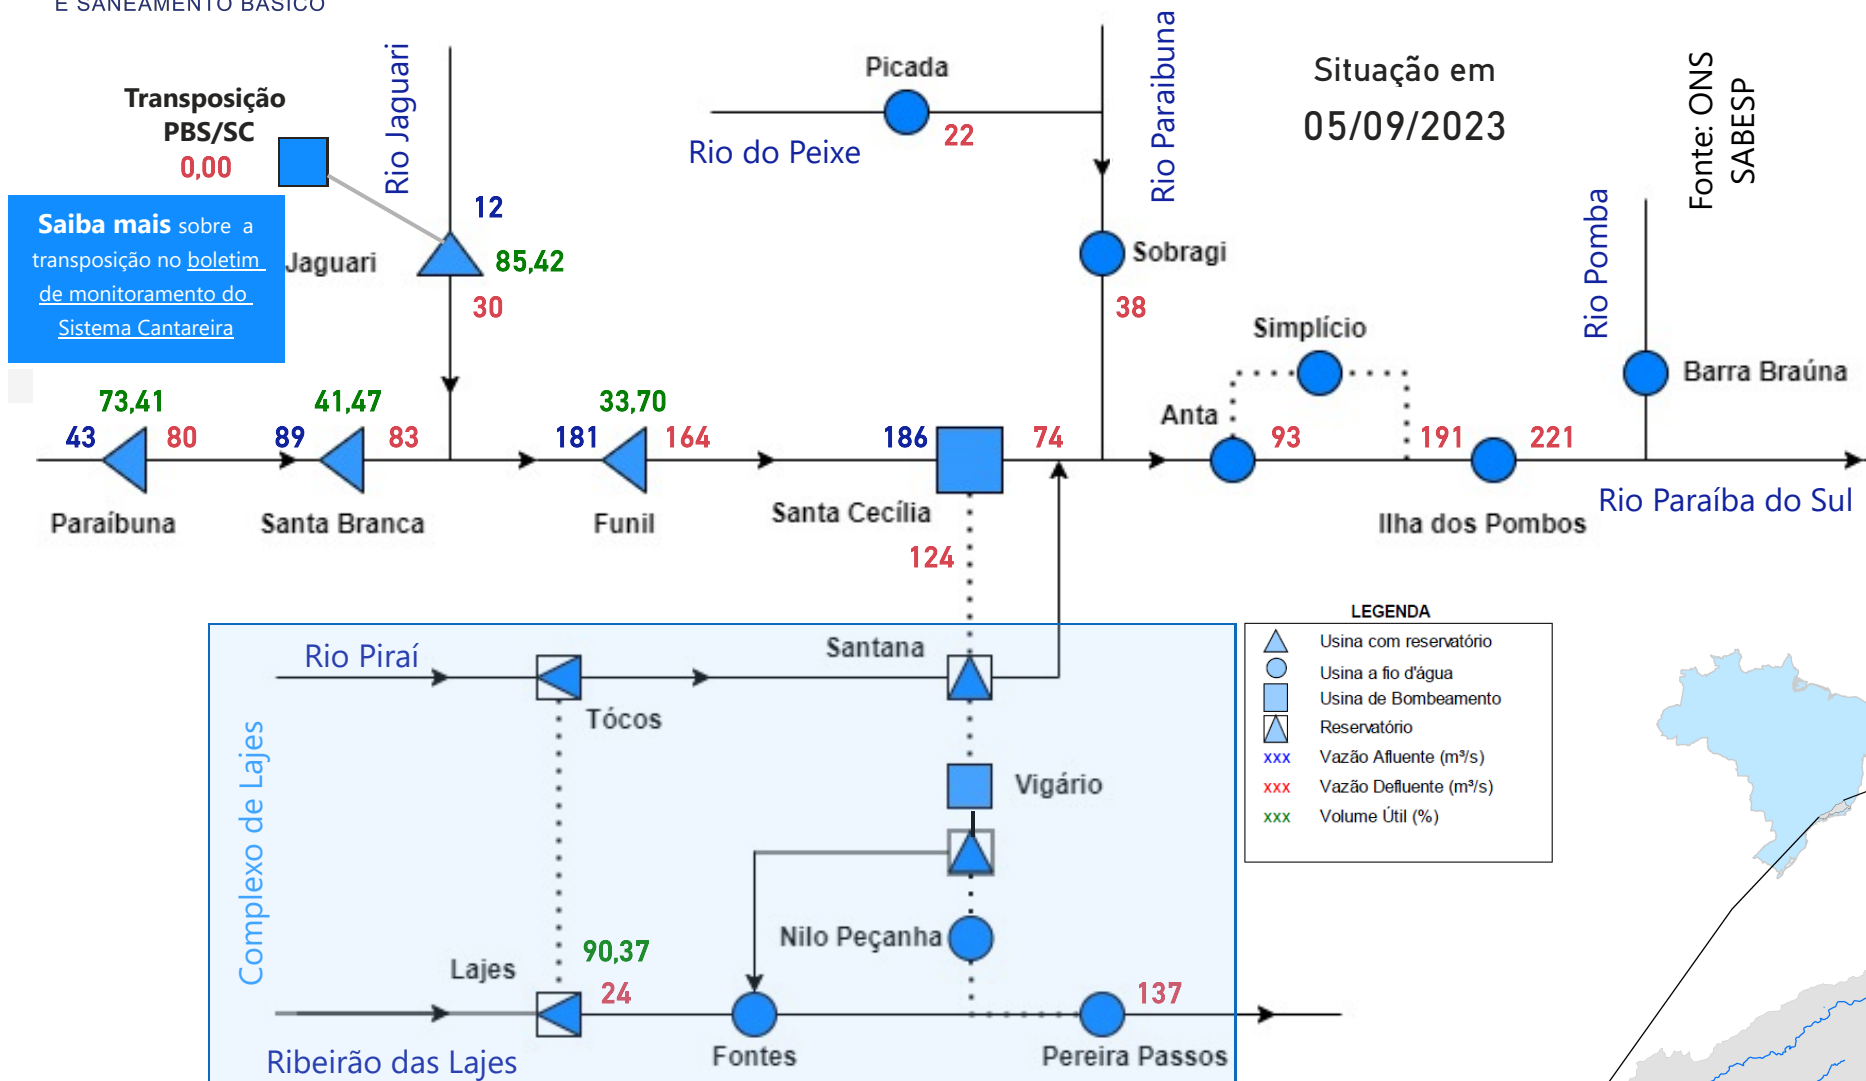 E SANEAMENTO BÁSICO
Transposição
PBS/SC
0,00
Rio Jaguari
Picada
22
Rio do Peixe
Rio Paraibuna
Situação em
05/09/2023
Fonte: ONS
SABESP
Saiba mais sobre a
transposição no boletim
de monitoramento do
Sistema Cantareira
12
Jaguari
85,42
30
Sobragi
38
Simplício
Rio Pomba
Barra Braúna
73,41
43
80
Paraíbuna
41,47
89
83
Santa Branca
33,70
181
164
Funil
186
74
Santa Cecília
124
Anta
93
191
221
Ilha dos Pombos
Rio Paraíba do Sul
Complexo de Lajes
Rio Piraí
Tócos
Santana
Vigário
Nilo Peçanha
90,37
Lajes
24
137
Ribeirão das Lajes
Fontes
Pereira Passos
LEGENDA
Usina com reservatório
Usina a fio d'água
Usina de Bombeamento
Reservatório
xxx Vazão Afluente (m³/s)
xxx Vazão Defluente (m³/s)
xxx Volume Útil (%)